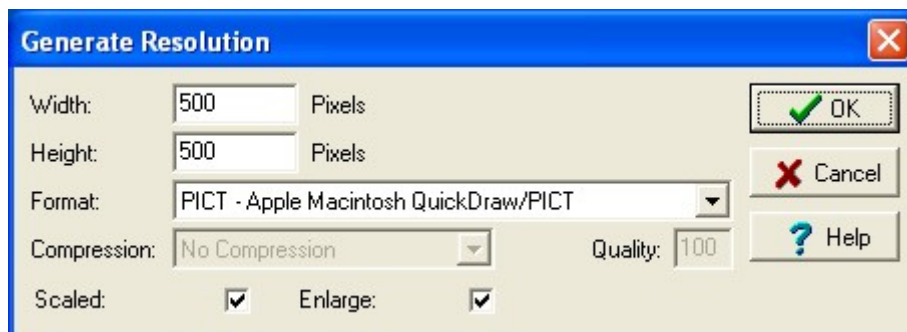 Generate Resolution
Width: 500 Pixels
OK
Height: 500 Pixels
Cancel
Format: PICT - Apple Macintosh QuickDraw/PICT
Compression: No Compression Quality: 100
Help
Scaled: Enlarge: